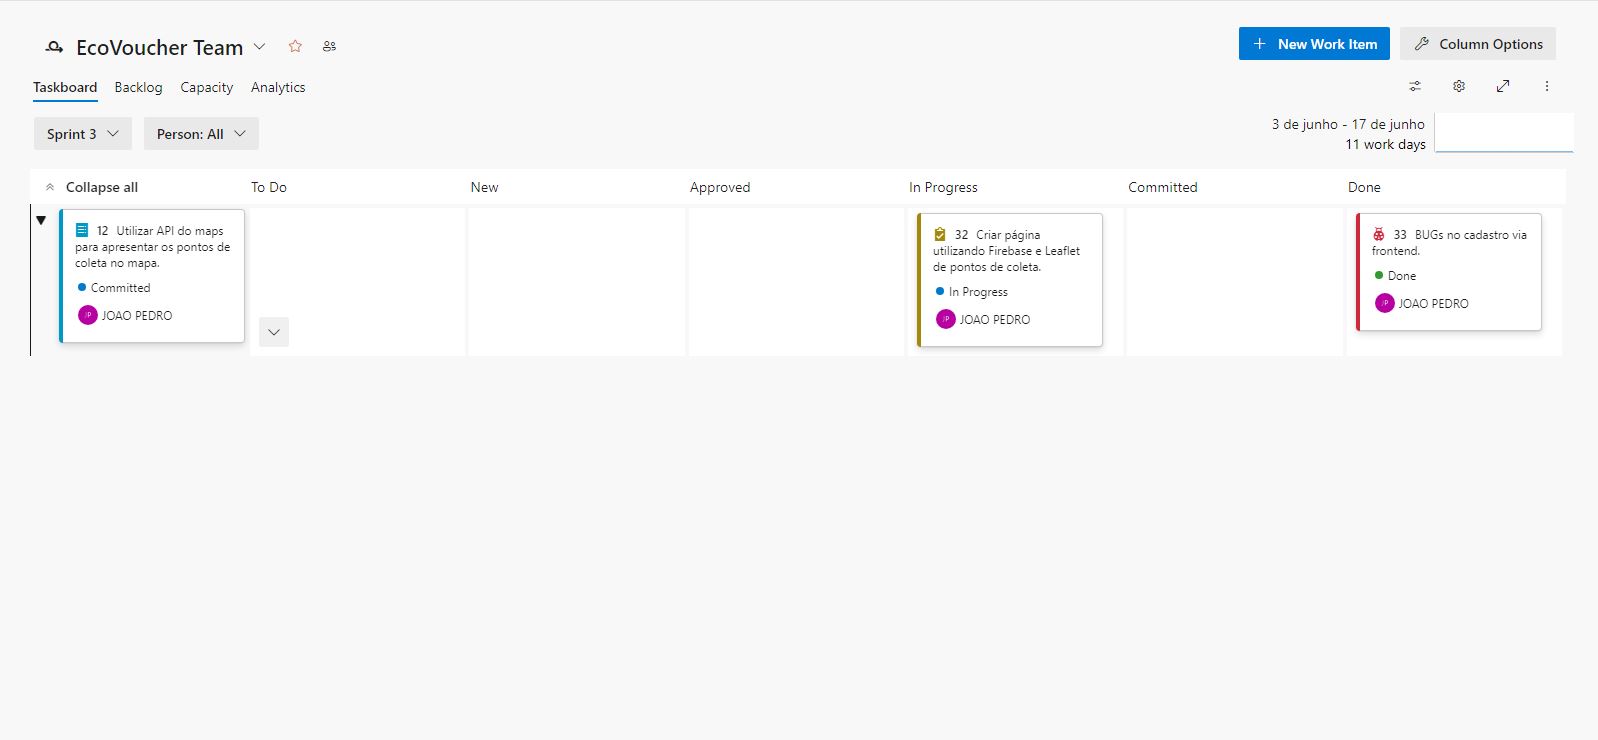 EcoVoucher Team
New Work Item
Column Options
Taskboard
Backlog
Capacity
Analytics
Sprint 3
Person: All
3 de junho - 17 de junho
11 work days
Collapse all
To Do
New
Approved
In Progress
Committed
Done
12 Utilizar API do maps
para apresentar os pontos de
coleta no mapa.
Committed
JP JOAO PEDRO
32 Criar página
utilizando Firebase e Leaflet
de pontos de coleta.
In Progress
JP JOAO PEDRO
33 BUGs no cadastro via
frontend.
Done
JP JOAO PEDRO